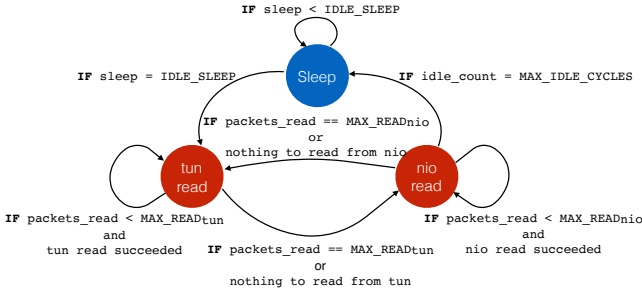 IF sleep < IDLE_SLEEP
Sleep
IF sleep = IDLE_SLEEP
IF idle_count = MAX_IDLE_CYCLES
IF packets_read == MAX_READnio
or
nothing to read from nio
tun
read
nio
read
IF packets_read < MAX_READtun
and
tun read succeeded
IF packets_read < MAX_READnio
and
nio read succeeded
IF packets_read == MAX_READtun
or
nothing to read from tun